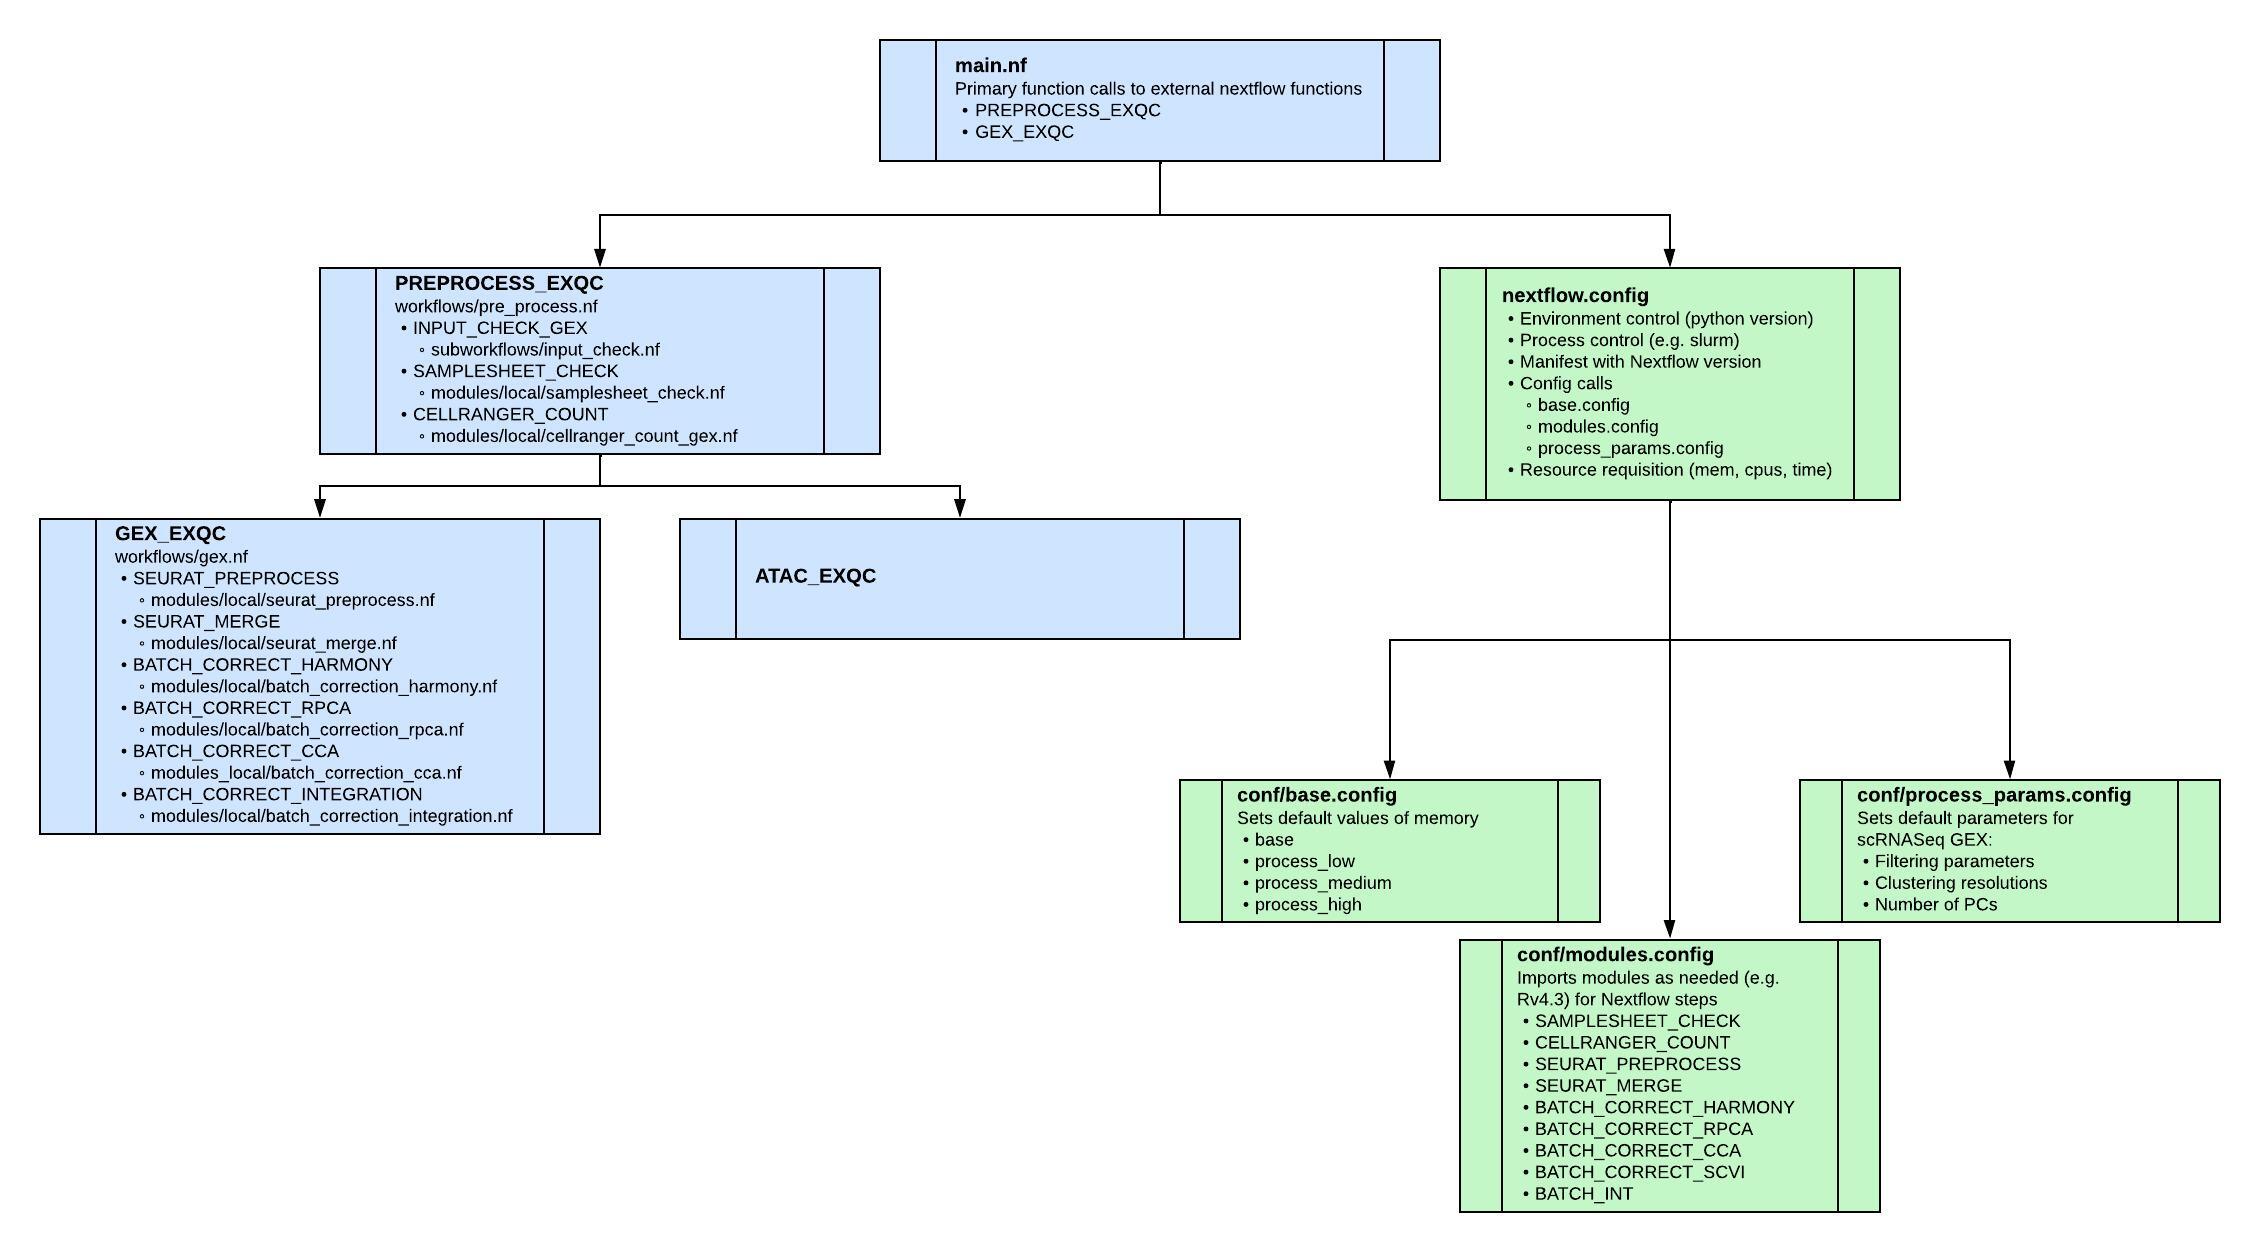 main.nf
Primary function calls to external nextflow functions
• PREPROCESS_EXQC
• GEX_EXQC
PREPROCESS_EXQC
workflows/pre_process.nf
• INPUT_CHECK_GEX
◦ subworkflows/input_check.nf
• SAMPLESHEET_CHECK
◦ modules/local/samplesheet_check.nf
• CELLRANGER_COUNT
◦ modules/local/cellranger_count_gex.nf
nextflow.config
• Environment control (python version)
• Process control (e.g. slurm)
• Manifest with Nextflow version
• Config calls
◦ base.config
◦ modules.config
◦ process_params.config
• Resource requisition (mem, cpus, time)
GEX_EXQC
workflows/gex.nf
• SEURAT_PREPROCESS
◦ modules/local/seurat_preprocess.nf
• SEURAT_MERGE
◦ modules/local/seurat_merge.nf
• BATCH_CORRECT_HARMONY
◦ modules/local/batch_correction_harmony.nf
• BATCH_CORRECT_RPCA
◦ modules/local/batch_correction_rpca.nf
• BATCH_CORRECT_CCA
◦ modules_local/batch_correction_cca.nf
• BATCH_CORRECT_INTEGRATION
◦ modules/local/batch_correction_integration.nf
ATAC_EXQC
conf/base.config
Sets default values of memory
• base
• process_low
• process_medium
• process_high
conf/process_params.config
Sets default parameters for
scRNASeq GEX:
• Filtering parameters
• Clustering resolutions
• Number of PCs
conf/modules.config
Imports modules as needed (e.g.
Rv4.3) for Nextflow steps
• SAMPLESHEET_CHECK
• CELLRANGER_COUNT
• SEURAT_PREPROCESS
• SEURAT_MERGE
• BATCH_CORRECT_HARMONY
• BATCH_CORRECT_RPCA
• BATCH_CORRECT_CCA
• BATCH_CORRECT_SCVI
• BATCH_INT